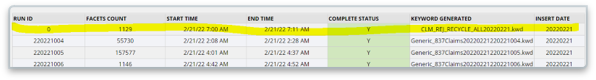 RUN ID FACETS COUNT START TIME END TIME COMPLETE STATUS KEYWORD GENERATED INSERT DATE
0 1129 2/21/22 7:00 AM 2/21/22 7:11 AM Y CLM_REJ_RECYCLE_ALL20220221.kwd 20220221
220221004 55730 2/21/22 2:08 AM 2/21/22 2:28 AM Y Generic_837Claims20220221220221004.kwd 20220221
220221005 157577 2/21/22 4:01 AM 2/21/22 4:37 AM Y Generic_837Claims20220221220221005.kwd 20220221
220221006 1146 2/21/22 4:42 AM 2/21/22 4:52 AM Y Generic_837Claims20220221220221006.kwd 20220221